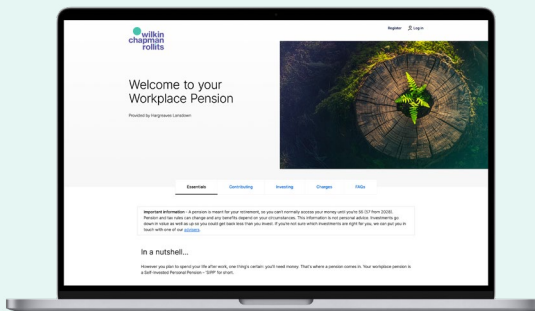 wilkin
chapman
rollits
Register Log in
Welcome to your
Workplace Pension
Provided by Hargreaves Lansdown
Essentials Contributing Investing Charges FAQs
Important information - A pension is meant for your retirement, so you can't normally access your money until you're 55 (57 from 2028).
Pension and tax rules can change and any benefits depend on your circumstances. This information is not personal advice. Investments go
down in value as well as up so you could get back less than you invest. If you're not sure which investments are right for you, we can put you in
touch with one of our advisers.
In a nutshell...
However you plan to spend your life after work, one thing's certain: you'll need money. That's where a pension comes in. Your workplace pension is
a Self-Invested Personal Pension – 'SIPP' for short.